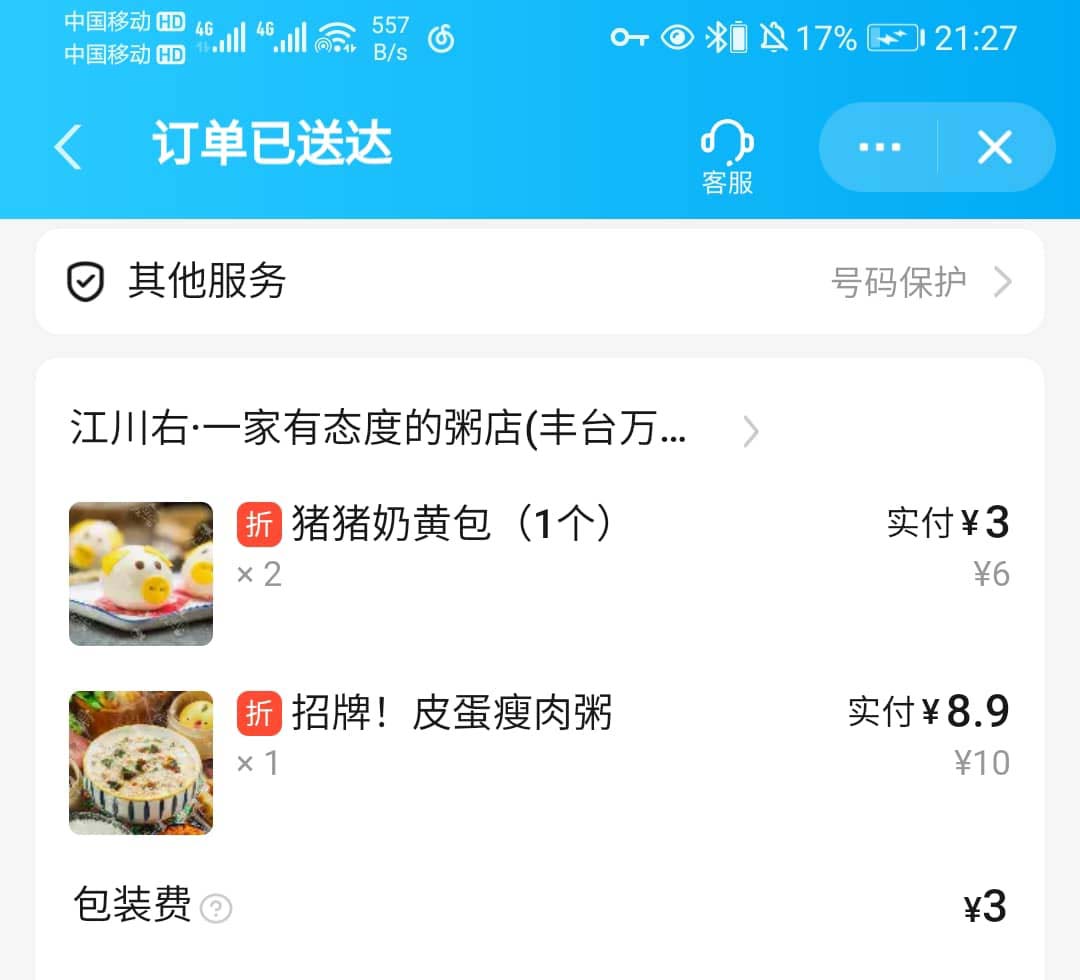 中国移动 HD 4G 4G 557 B/s 17% 21:27
中国移动 HD
订单已送达
客服
其他服务 号码保护
江川右·一家有态度的粥店(丰台万...
折 猪猪奶黄包（1个） 实付 ¥3
× 2 ¥6
折 招牌！皮蛋瘦肉粥 实付 ¥8.9
× 1 ¥10
包装费 ? ¥3